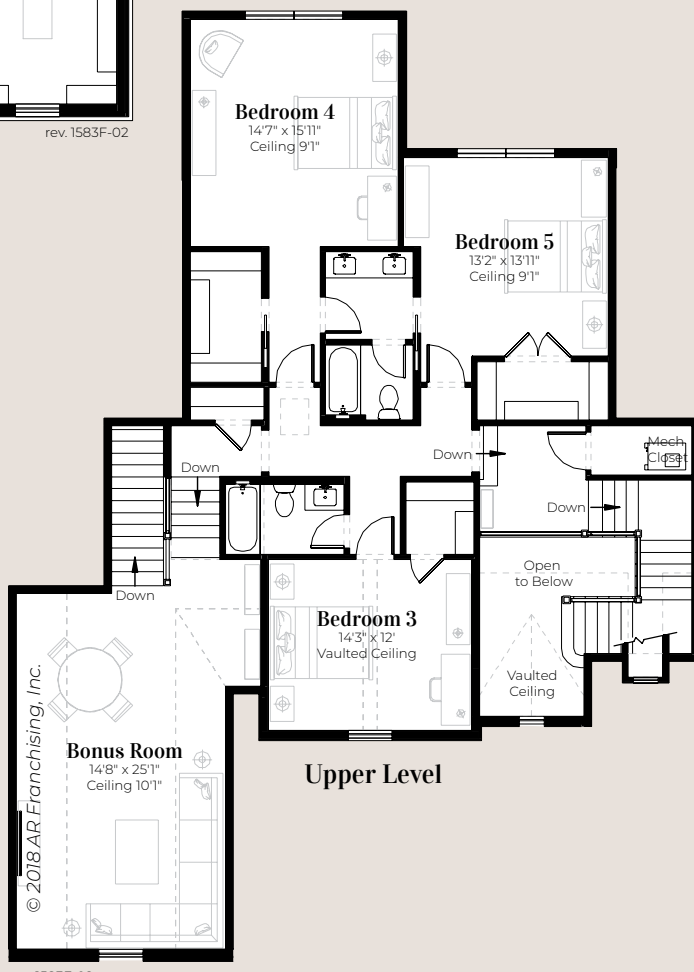 rev. 1583F-02
Bedroom 4
14'7" x 15'11"
Ceiling 9'1"
Bedroom 5
13'2" x 13'11"
Ceiling 9'1"
Down
Down
Mech
Closet
Down
Down
Open
to Below
Bedroom 3
14'3" x 12'
Vaulted Ceiling
Vaulted
Ceiling
Bonus Room
14'8" x 25'1"
Ceiling 10'1"
Upper Level
© 2018 AR Franchising, Inc.